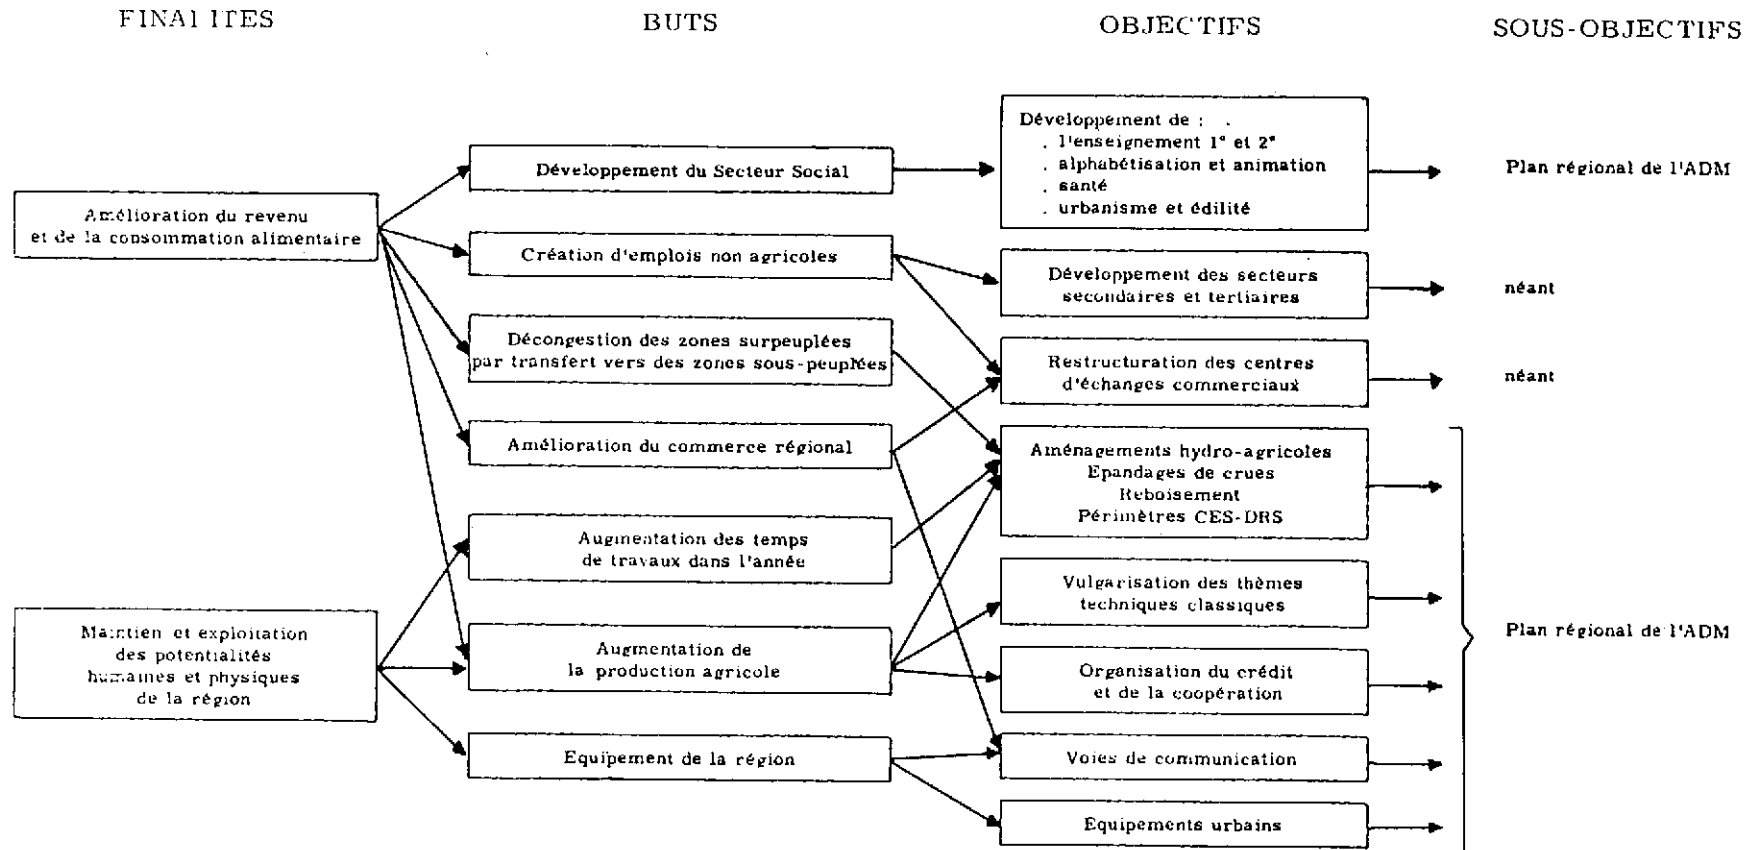 FINALITES
BUTS
OBJECTIFS
SOUS-OBJECTIFS
Amélioration du revenu
et de la consommation alimentaire
Maintien et exploitation
des potentialités
humaines et physiques
de la région
Développement du Secteur Social
Création d'emplois non agricoles
Décongestion des zones surpeuplées
par transfert vers des zones sous-peuplées
Amélioration du commerce régional
Augmentation des temps
de travaux dans l'année
Augmentation de
la production agricole
Equipement de la région
Développement de :
. l'enseignement 1° et 2°
. alphabétisation et animation
. santé
. urbanisme et édilité
Développement des secteurs
secondaires et tertiaires
Restructuration des centres
d'échanges commerciaux
Aménagements hydro-agricoles
Epandages de crues
Reboisement
Périmètres CES-DRS
Vulgarisation des thèmes
techniques classiques
Organisation du crédit
et de la coopération
Voies de communication
Equipements urbains
Plan régional de l'ADM
néant
néant
Plan régional de l'ADM